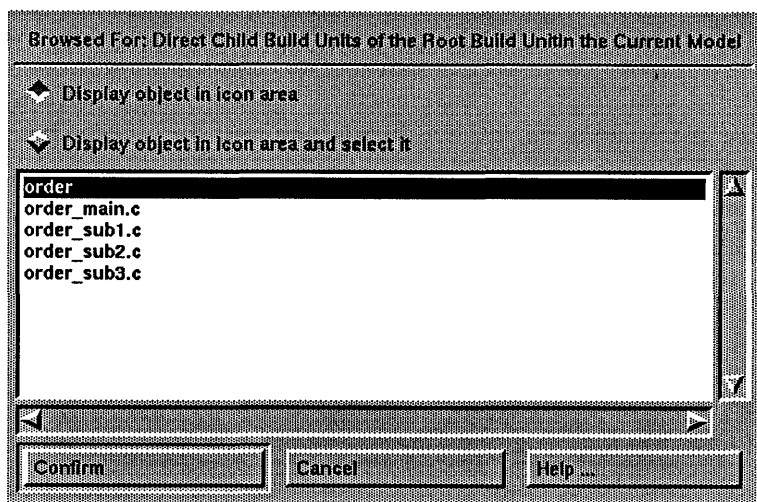 Browsed For: Direct Child Build Units of the Root Build Unitin the Current Model
Display object in icon area
Display object in icon area and select it
order
order_main.c
order_sub1.c
order_sub2.c
order_sub3.c
Confirm
Cancel
Help ...